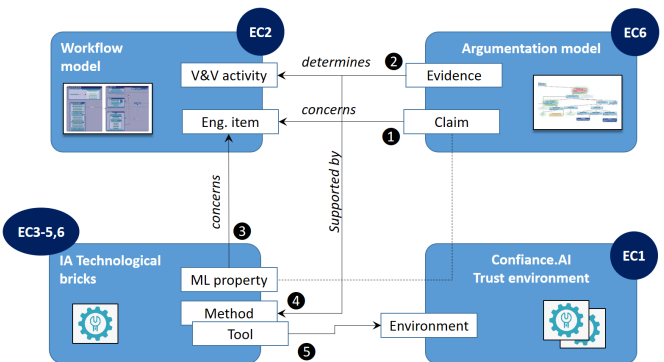 EC2
EC6
Workflow
model
Argumentation model
determines
2
V&V activity
Evidence
concerns
Eng. item
Claim
1
Supported by
concerns
EC3-5,6
3
EC1
IA Technological
bricks
Confiance.AI
Trust environment
ML property
4
Method
Tool
Environment
5